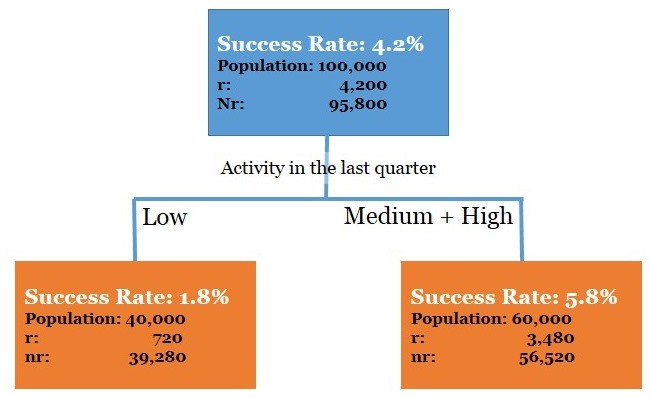 Success Rate: 4.2%
Population: 100,000
r: 4,200
Nr: 95,800
Activity in the last quarter
Low
Medium + High
Success Rate: 1.8%
Population: 40,000
r: 720
nr: 39,280
Success Rate: 5.8%
Population: 60,000
r: 3,480
nr: 56,520